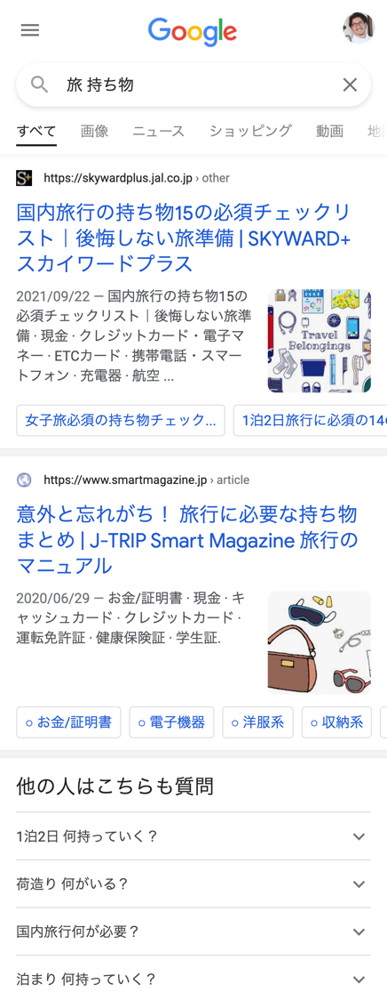 Google
旅 持ち物
すべて 画像 ニュース ショッピング 動画
S+
https://skywardplus.jal.co.jp › other
国内旅行の持ち物15の必須チェックリ
スト｜後悔しない旅準備 | SKYWARD+
スカイワードプラス
2021/09/22 — 国内旅行の持ち物15の
必須チェックリスト｜後悔しない旅準
備 · 現金 · クレジットカード・電子マ
ネー · ETCカード · 携帯電話・スマー
トフォン · 充電器 · 航空 ...
Travel
Belongings
女子旅必須の持ち物チェック...
1泊2日旅行に必須の14
https://www.smartmagazine.jp › article
意外と忘れがち！ 旅行に必要な持ち物
まとめ | J-TRIP Smart Magazine 旅行の
マニュアル
2020/06/29 — お金/証明書 · 現金 · キ
ャッシュカード · クレジットカード ·
運転免許証 · 健康保険証 · 学生証.
○ お金/証明書
○ 電子機器
○ 洋服系
○ 収納系
他の人はこちらも質問
1泊2日 何持っていく？
荷造り 何がいる？
国内旅行何が必要？
泊まり 何持っていく？